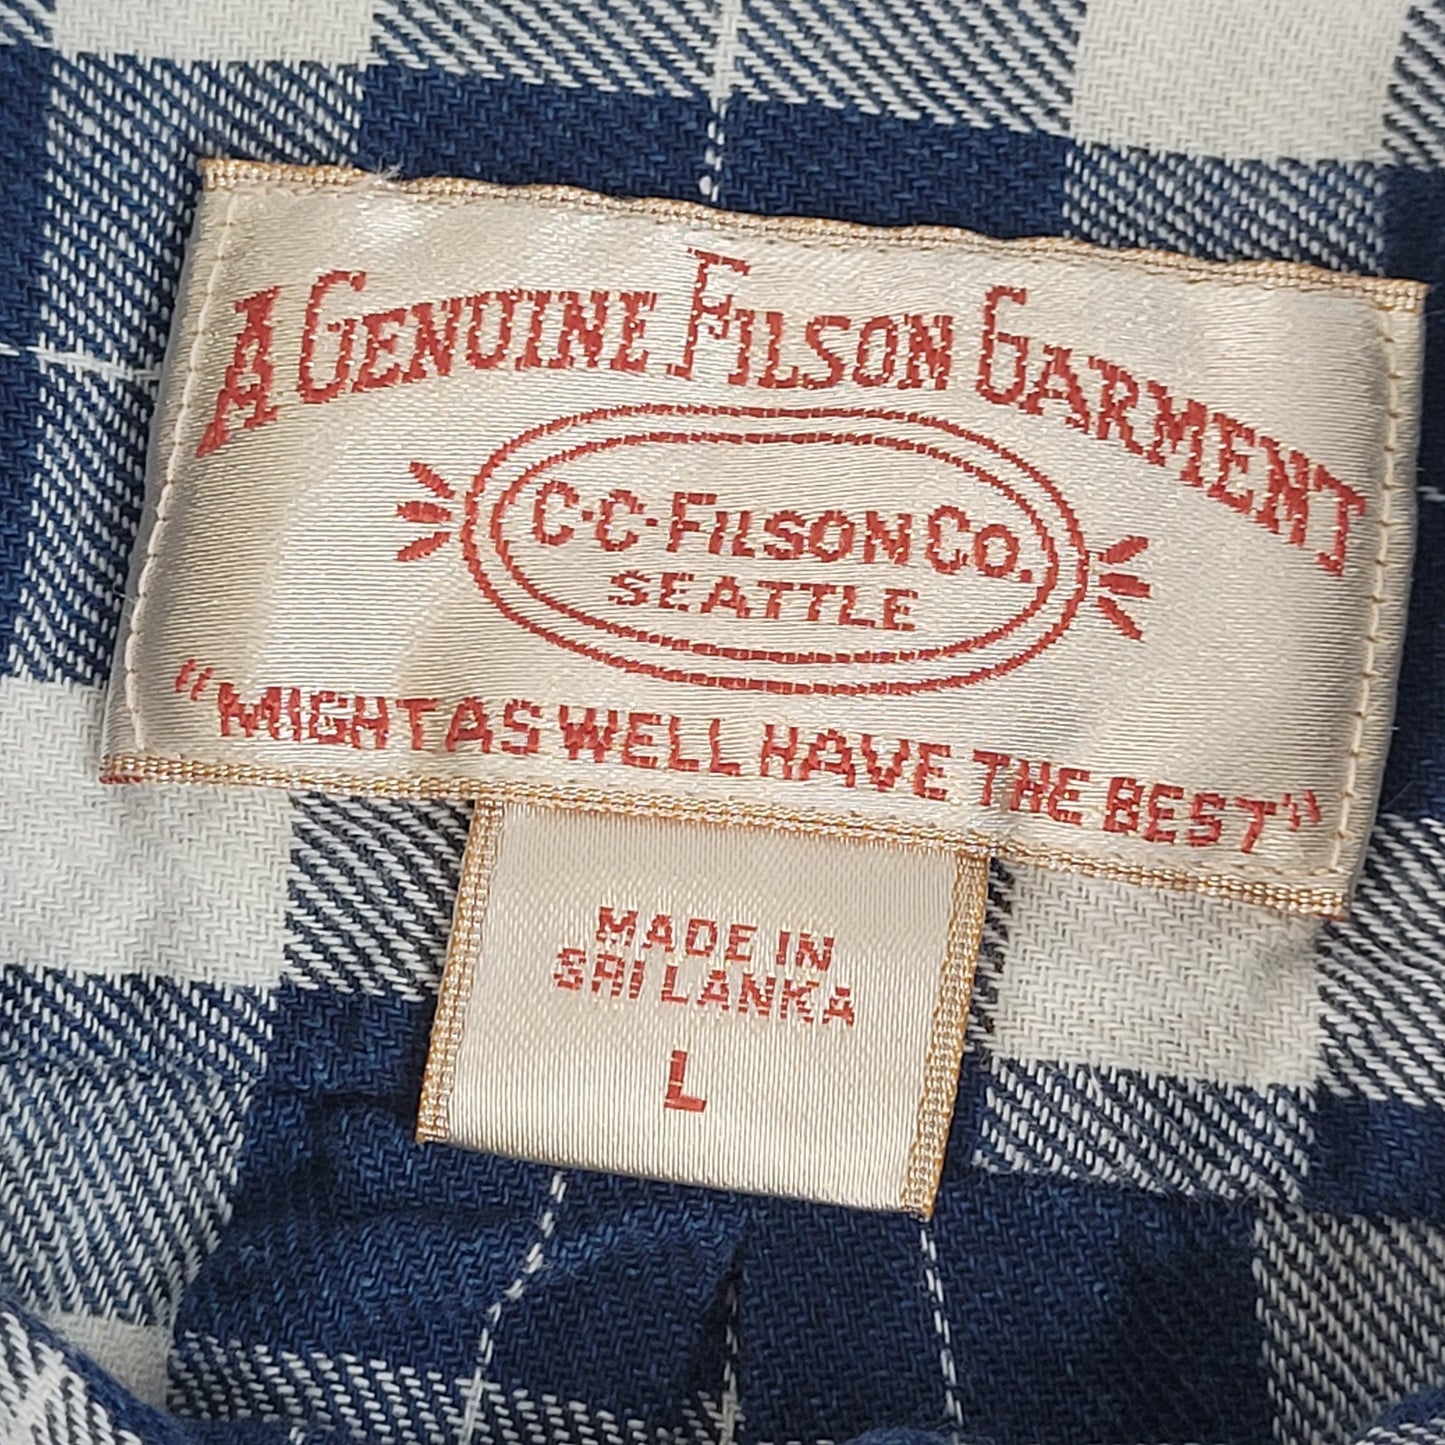 A GENUINE FILSON GARMENT
C·C·FILSON CO.
SEATTLE
"MIGHT AS WELL HAVE THE BEST"
MADE IN
SRI LANKA
L